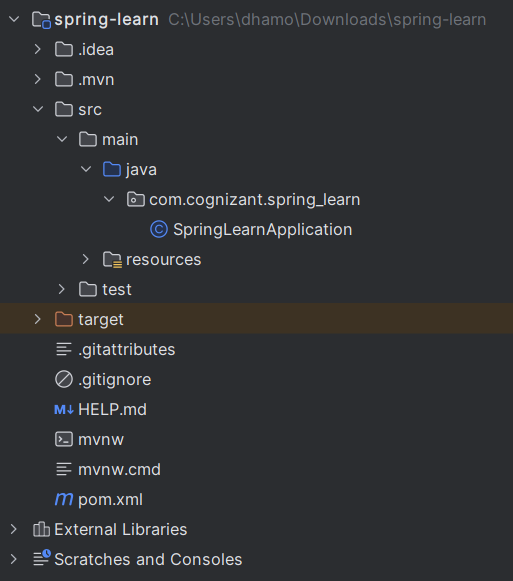 spring-learn C:\Users\dhamo\Downloads\spring-learn
.idea
.mvn
src
main
java
com.cognizant.spring_learn
C SpringLearnApplication
resources
test
target
.gitattributes
.gitignore
M↓ HELP.md
mvnw
mvnw.cmd
m pom.xml
External Libraries
Scratches and Consoles